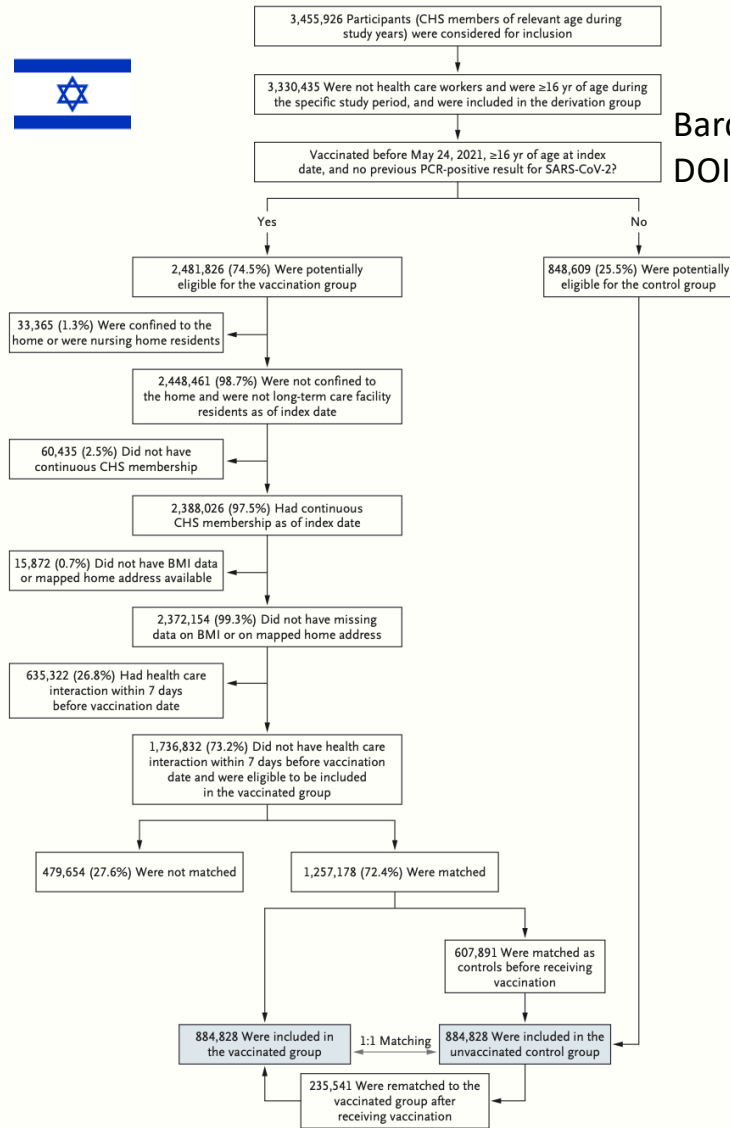 3,455,926 Participants (CHS members of relevant age during
study years) were considered for inclusion
3,330,435 Were not health care workers and were ≥16 yr of age during
the specific study period, and were included in the derivation group
Vaccinated before May 24, 2021, ≥16 yr of age at index
date, and no previous PCR-positive result for SARS-CoV-2?
DOI
Yes
No
2,481,826 (74.5%) Were potentially
eligible for the vaccination group
848,609 (25.5%) Were potentially
eligible for the control group
33,365 (1.3%) Were confined to the
home or were nursing home residents
2,448,461 (98.7%) Were not confined to
the home and were not long-term care facility
residents as of index date
60,435 (2.5%) Did not have
continuous CHS membership
2,388,026 (97.5%) Had continuous
CHS membership as of index date
15,872 (0.7%) Did not have BMI data
or mapped home address available
2,372,154 (99.3%) Did not have missing
data on BMI or on mapped home address
635,322 (26.8%) Had health care
interaction within 7 days
before vaccination date
1,736,832 (73.2%) Did not have health care
interaction within 7 days before vaccination
date and were eligible to be included
in the vaccinated group
479,654 (27.6%) Were not matched
1,257,178 (72.4%) Were matched
607,891 Were matched as
controls before receiving
vaccination
884,828 Were included in
the vaccinated group
1:1 Matching
884,828 Were included in the
unvaccinated control group
235,541 Were rematched to the
vaccinated group after
receiving vaccination